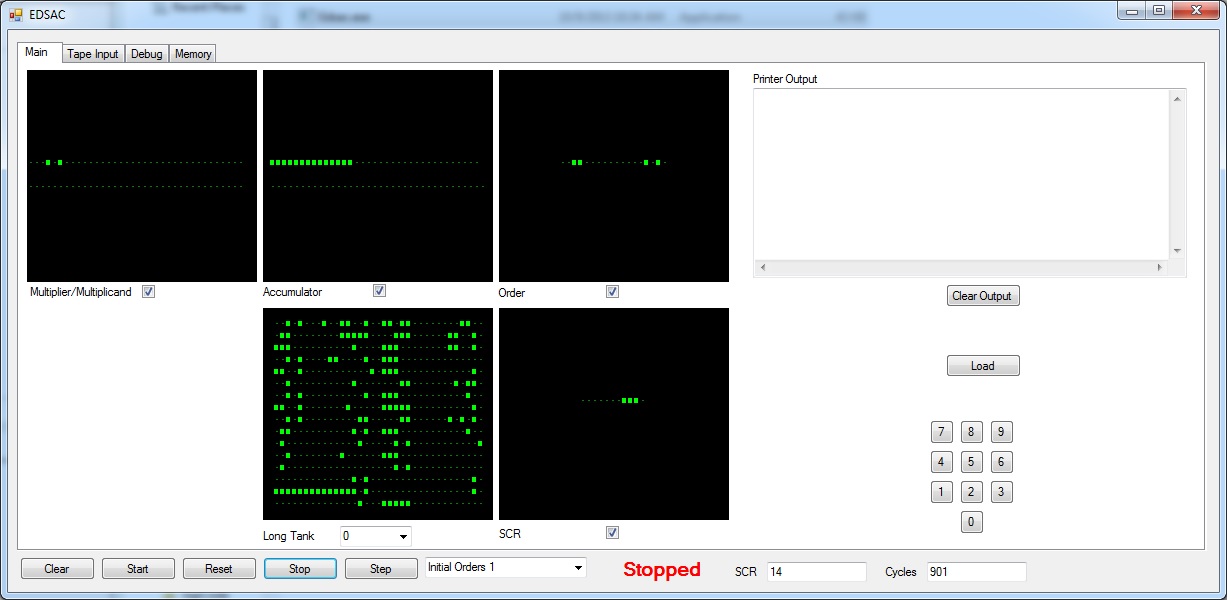 EDSAC
Main Tape Input Debug Memory
Printer Output
Multiplier/Multiplicand
Accumulator
Order
Clear Output
Load
7 8 9
4 5 6
1 2 3
0
Long Tank 0
SCR
Clear Start Reset Stop Step Initial Orders 1 Stopped SCR 14 Cycles 901